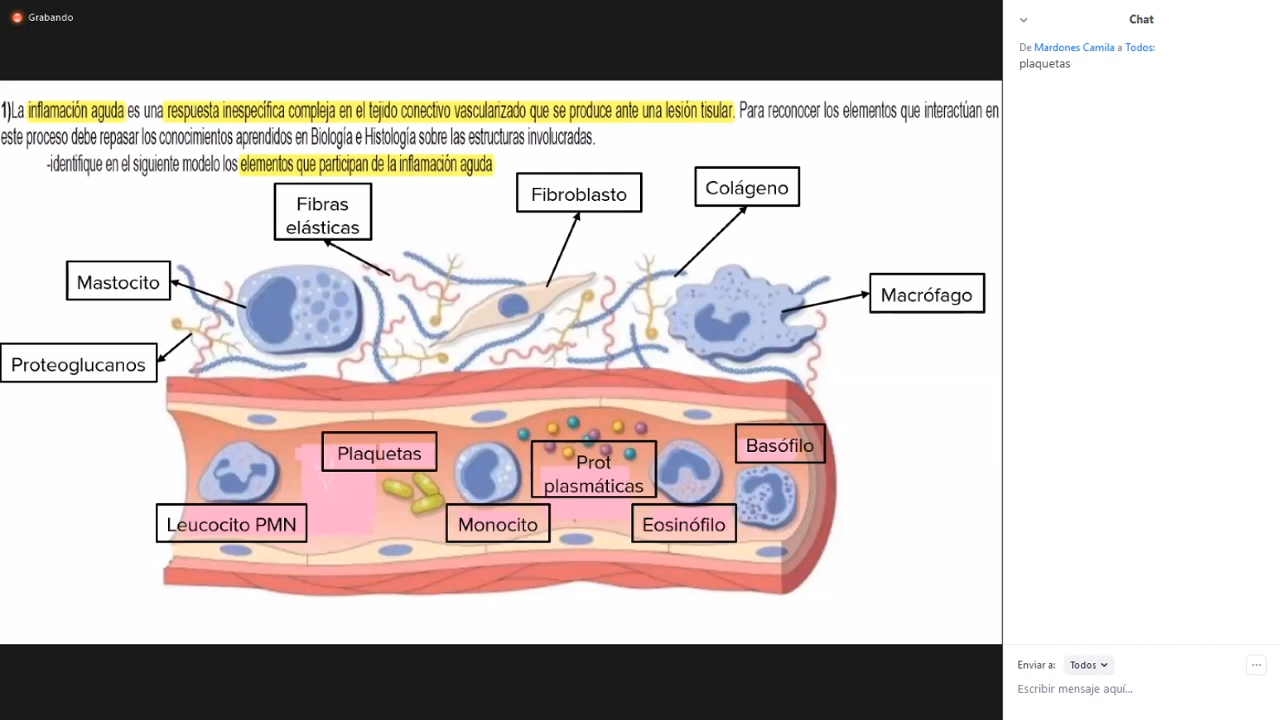 Grabando
1)La inflamación aguda es una respuesta inespecífica compleja en el tejido conectivo vascularizado que se produce ante una lesión tisular. Para reconocer los elementos que interactúan en
este proceso debe repasar los conocimientos aprendidos en Biología e Histología sobre las estructuras involucradas.
-identifique en el siguiente modelo los elementos que participan de la inflamación aguda
Fibras
elásticas
Fibroblasto
Colágeno
Mastocito
Macrófago
Proteoglucanos
Plaquetas
Prot
plasmáticas
Basófilo
Leucocito PMN
Monocito
Eosinófilo
Chat
De Mardones Camila a Todos:
plaquetas
Enviar a: Todos
Escribir mensaje aquí...